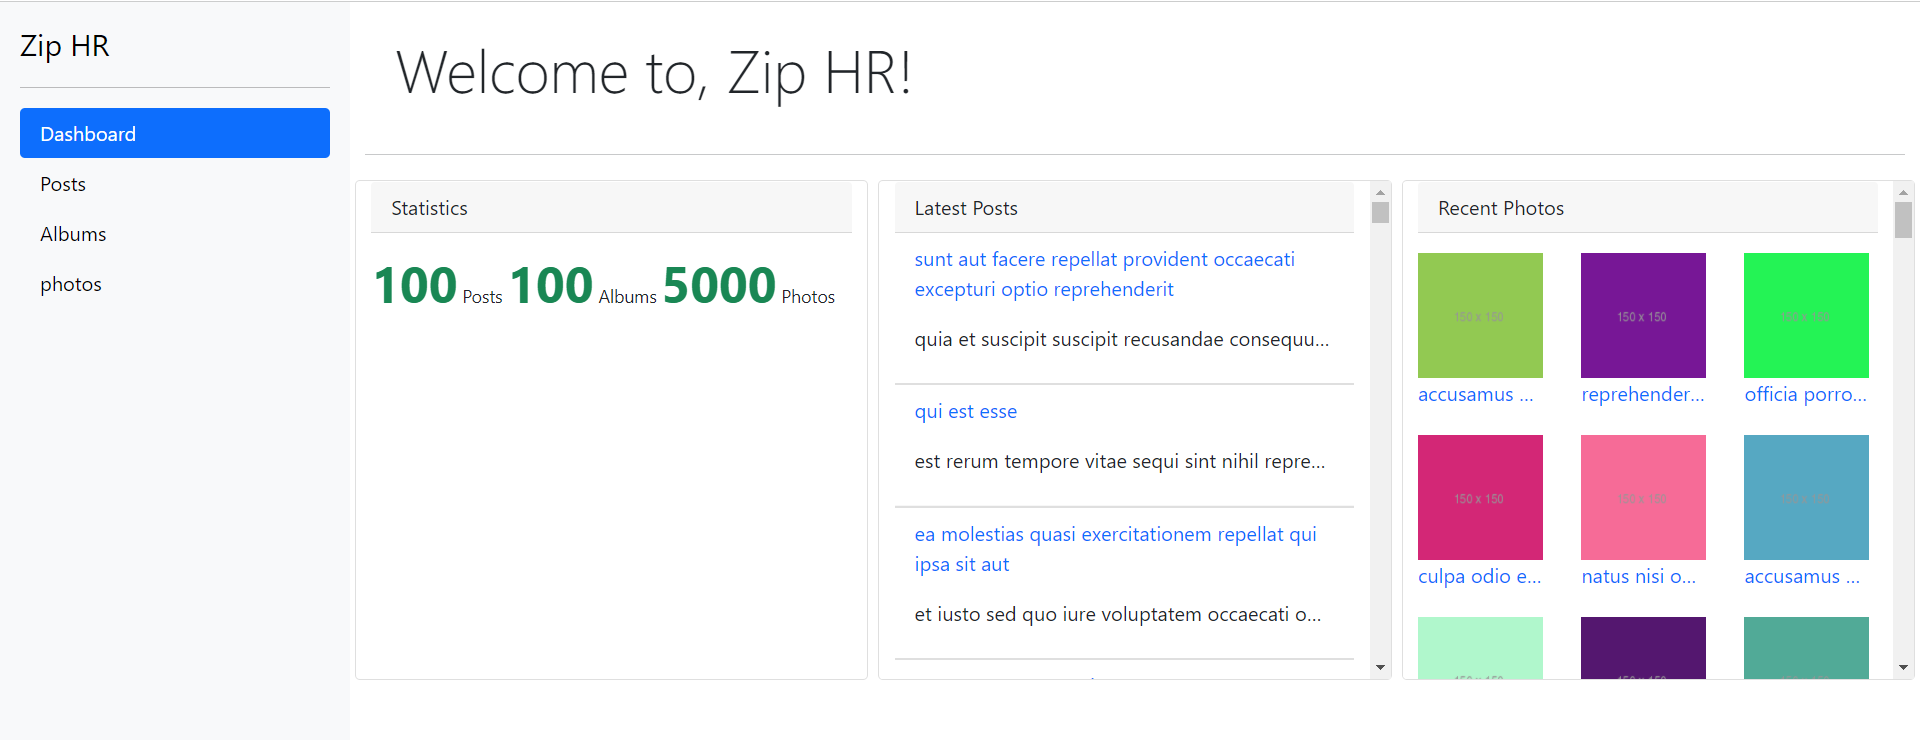 Zip HR
Dashboard
Posts
Albums
photos
Welcome to, Zip HR!
Statistics
100 Posts 100 Albums 5000 Photos
Latest Posts
sunt aut facere repellat provident occaecati
excepturi optio reprehenderit
quia et suscipit suscipit recusandae consequu...
qui est esse
est rerum tempore vitae sequi sint nihil repre...
ea molestias quasi exercitationem repellat qui
ipsa sit aut
et iusto sed quo iure voluptatem occaecati o...
Recent Photos
150 x 150 150 x 150 150 x 150
accusamus ... reprehender... officia porro...
150 x 150 150 x 150 150 x 150
culpa odio e... natus nisi o... accusamus ...